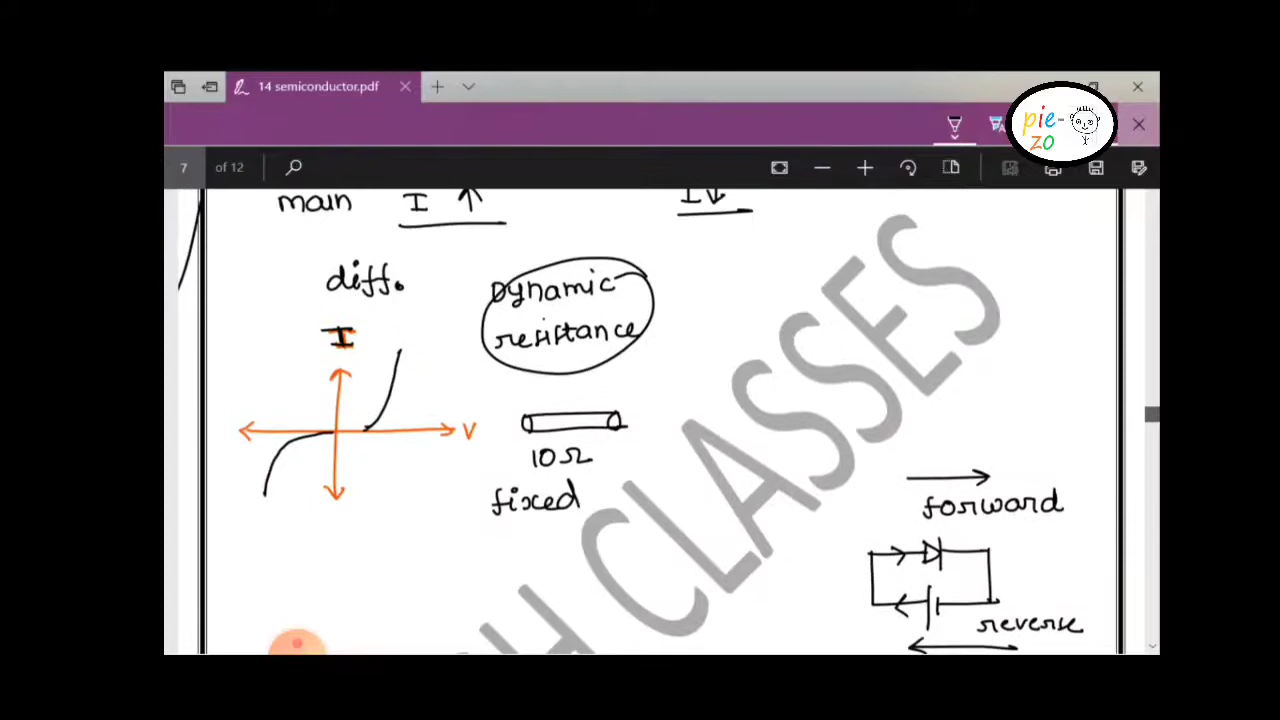 14 semiconductor.pdf
pie-
zo
7 of 12
main I ↑ I↓
diff. Dynamic
resistance
I
V
10Ω
fixed
forward
reverse
CLASSES